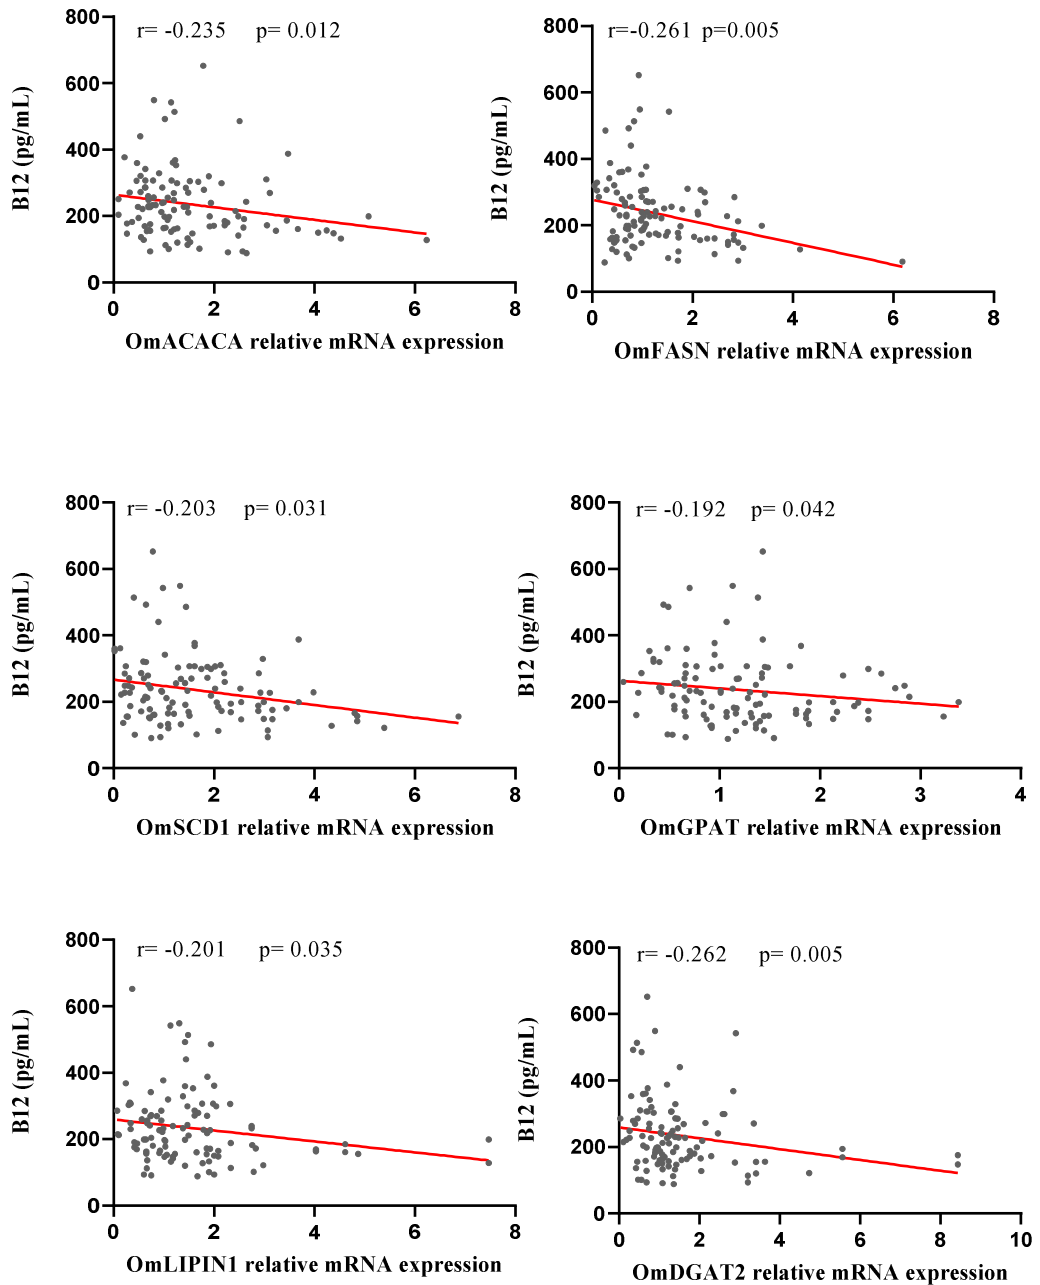 r= -0.235 p= 0.012
B12 (pg/mL)
800
600
400
200
0
0 2 4 6 8
OmACACA relative mRNA expression
r=-0.261 p=0.005
B12 (pg/mL)
800
600
400
200
0
0 2 4 6 8
OmFASN relative mRNA expression
r= -0.203 p= 0.031
B12 (pg/mL)
800
600
400
200
0
0 2 4 6 8
OmSCD1 relative mRNA expression
r= -0.192 p= 0.042
B12 (pg/mL)
800
600
400
200
0
0 1 2 3 4
OmGPAT relative mRNA expression
r= -0.201 p= 0.035
B12 (pg/mL)
800
600
400
200
0
0 2 4 6 8
OmLIPIN1 relative mRNA expression
r= -0.262 p= 0.005
B12 (pg/mL)
800
600
400
200
0
0 2 4 6 8 10
OmDGAT2 relative mRNA expression